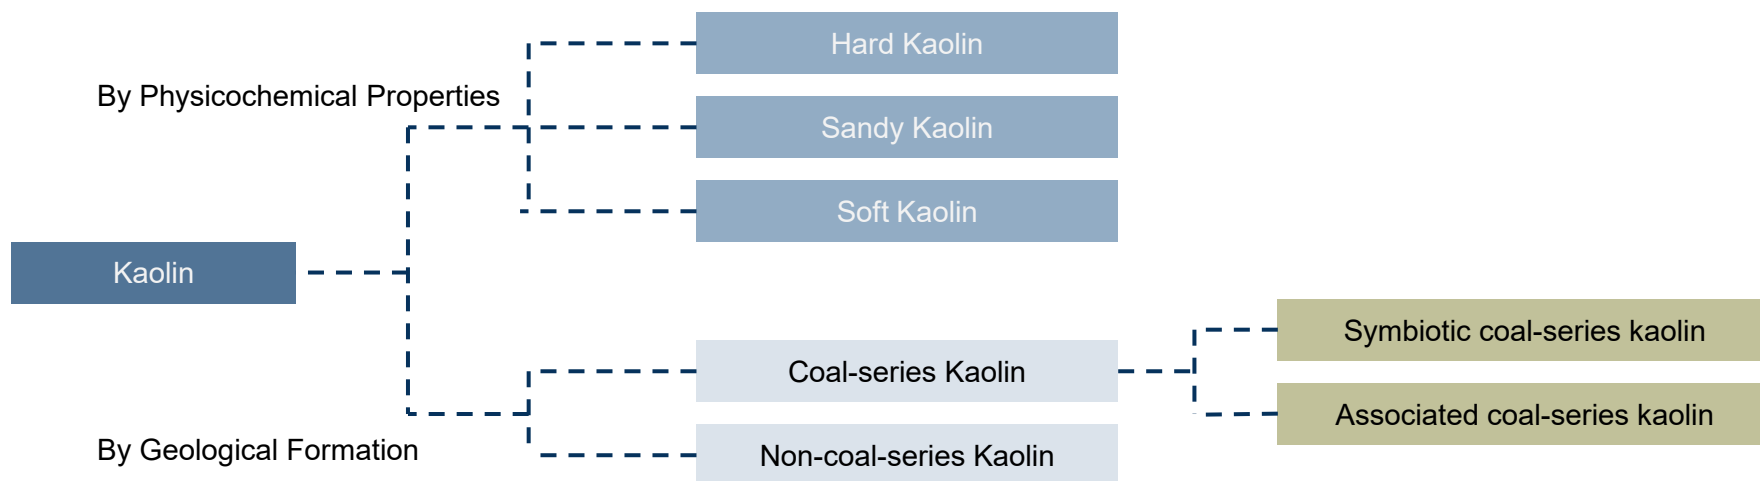 Hard Kaolin
By Physicochemical Properties
Sandy Kaolin
Soft Kaolin
Kaolin
Symbiotic coal-series kaolin
Coal-series Kaolin
Associated coal-series kaolin
By Geological Formation
Non-coal-series Kaolin